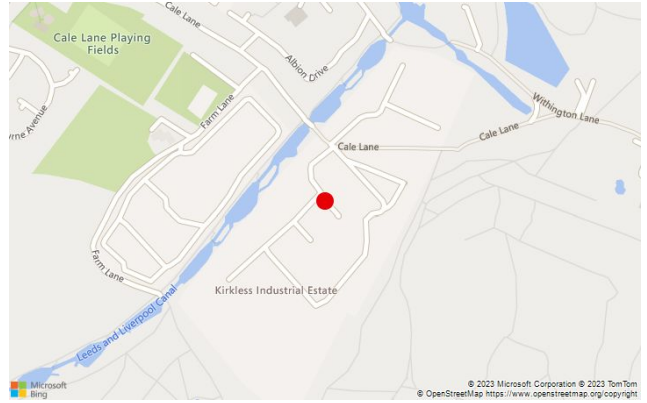 Cale Lane
Cale Lane Playing
Fields
Albion Drive
Farm Lane
yrne Avenue
Withington Lane
Cale Lane
Cale Lane
Farm Lane
Kirkless Industrial Estate
Leeds and Liverpool Canal
Microsoft
Bing
© 2023 Microsoft Corporation © 2023 TomTom
© OpenStreetMap https://www.openstreetmap.org/copyright